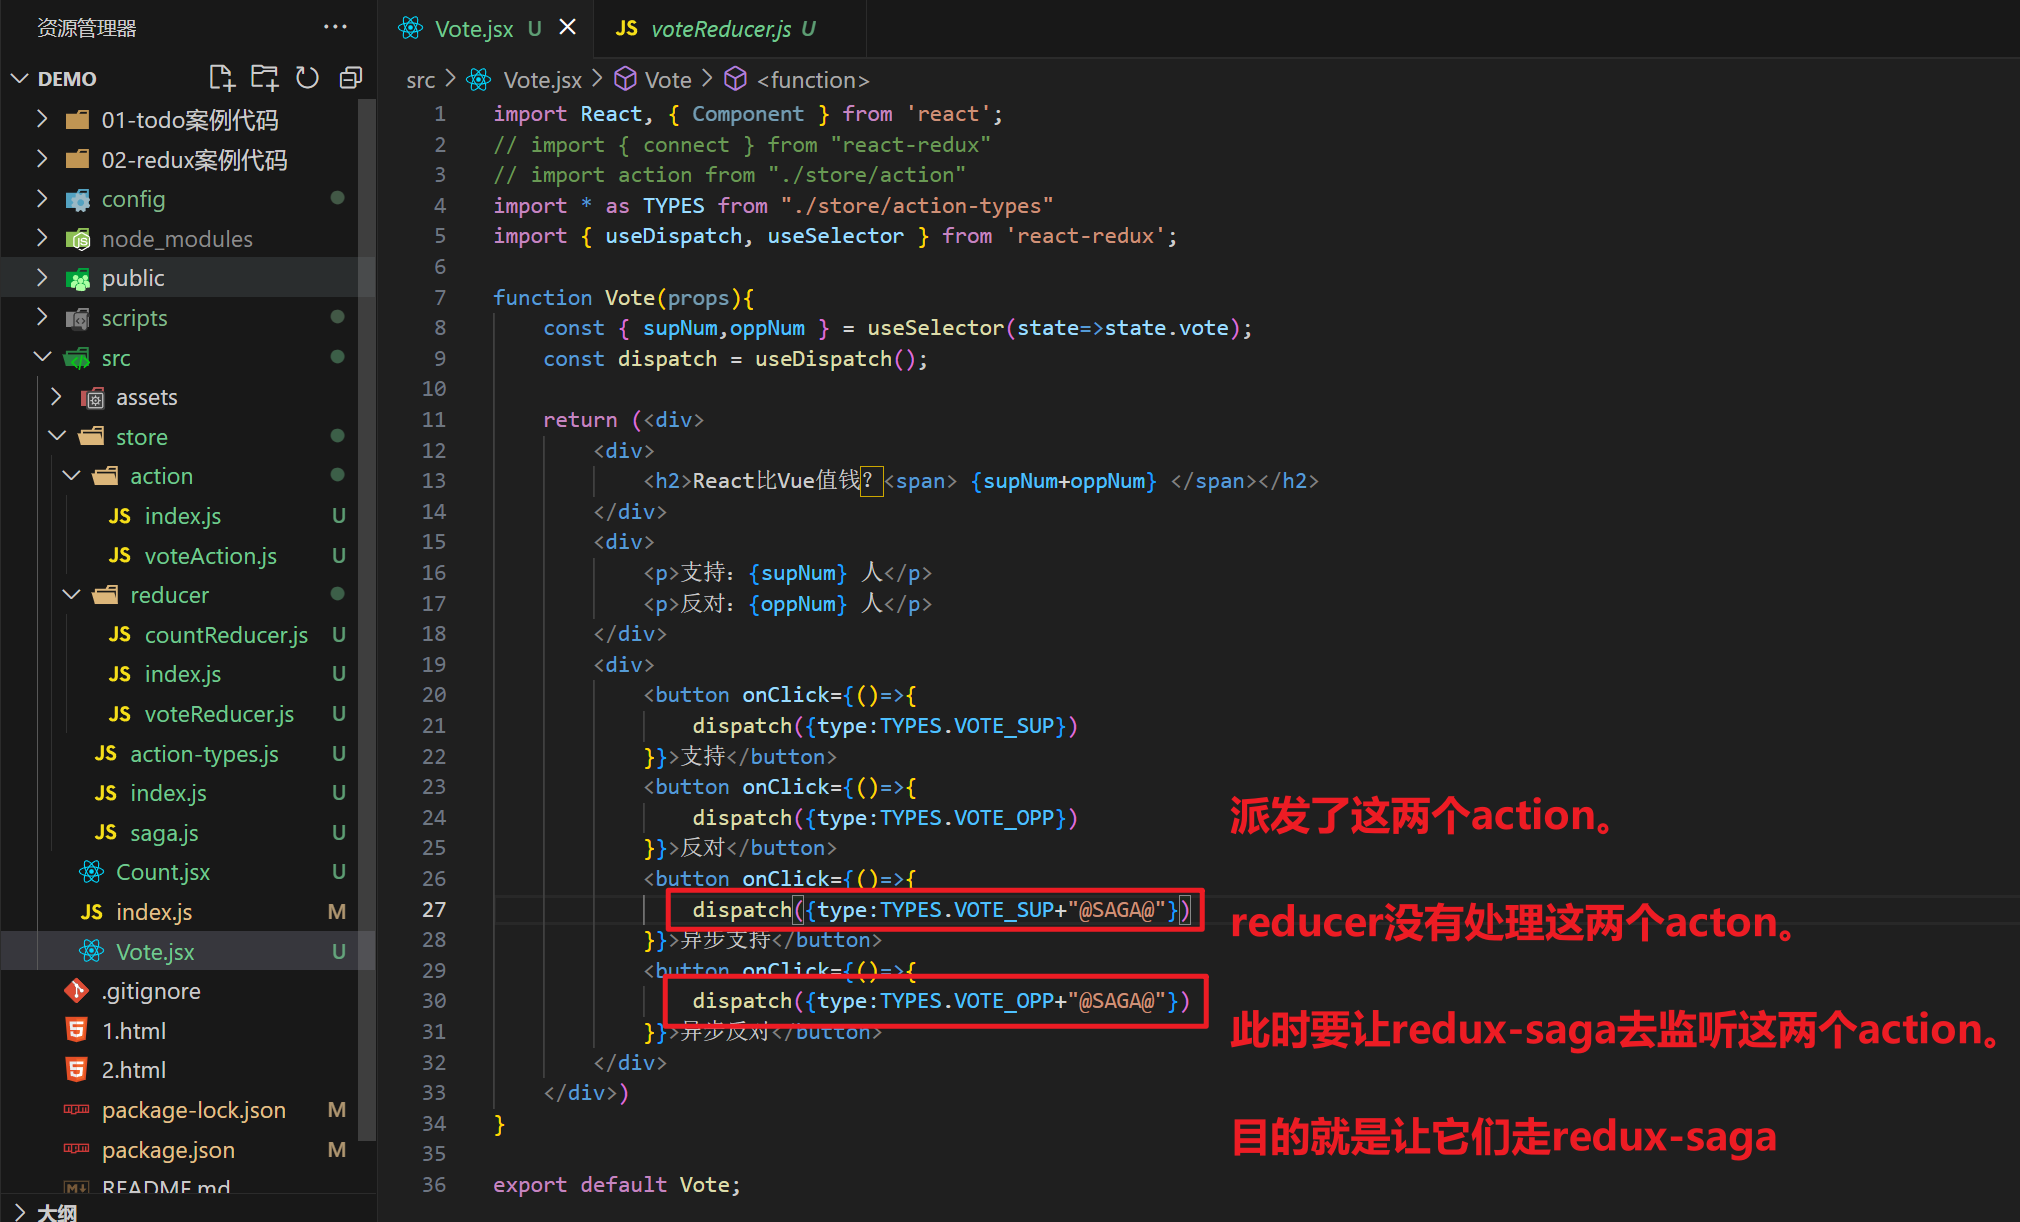 资源管理器
DEMO
01-todo案例代码
02-redux案例代码
config
node_modules
public
scripts
src
assets
store
action
JS index.js U
JS voteAction.js U
reducer
JS countReducer.js U
JS index.js U
JS voteReducer.js U
JS action-types.js U
JS index.js U
JS saga.js U
Count.jsx U
JS index.js M
Vote.jsx U
.gitignore
1.html
2.html
package-lock.json M
package.json M
README.md
大纲
Vote.jsx U
JS voteReducer.js U
src > Vote.jsx > Vote > <function>
1 import React, { Component } from 'react';
2 // import { connect } from "react-redux"
3 // import action from "./store/action"
4 import * as TYPES from "./store/action-types"
5 import { useDispatch, useSelector } from 'react-redux';
6
7 function Vote(props){
8 const { supNum,oppNum } = useSelector(state=>state.vote);
9 const dispatch = useDispatch();
10
11 return (<div>
12 <div>
13 <h2>React比Vue值钱？<span> {supNum+oppNum} </span></h2>
14 </div>
15 <div>
16 <p>支持：{supNum} 人</p>
17 <p>反对：{oppNum} 人</p>
18 </div>
19 <div>
20 <button onClick={()=>{
21 dispatch({type:TYPES.VOTE_SUP})
22 }}>支持</button>
23 <button onClick={()=>{
24 dispatch({type:TYPES.VOTE_OPP})
25 }}>反对</button>
26 <button onClick={()=>{
27 dispatch({type:TYPES.VOTE_SUP+"@SAGA@"})
28 }}>异步支持</button>
29 <button onClick={()=>{
30 dispatch({type:TYPES.VOTE_OPP+"@SAGA@"})
31 }}>异步反对</button>
32 </div>
33 </div>)
34 }
35
36 export default Vote;
派发了这两个action。
reducer没有处理这两个acton。
此时要让redux-saga去监听这两个action。
目的就是让它们走redux-saga